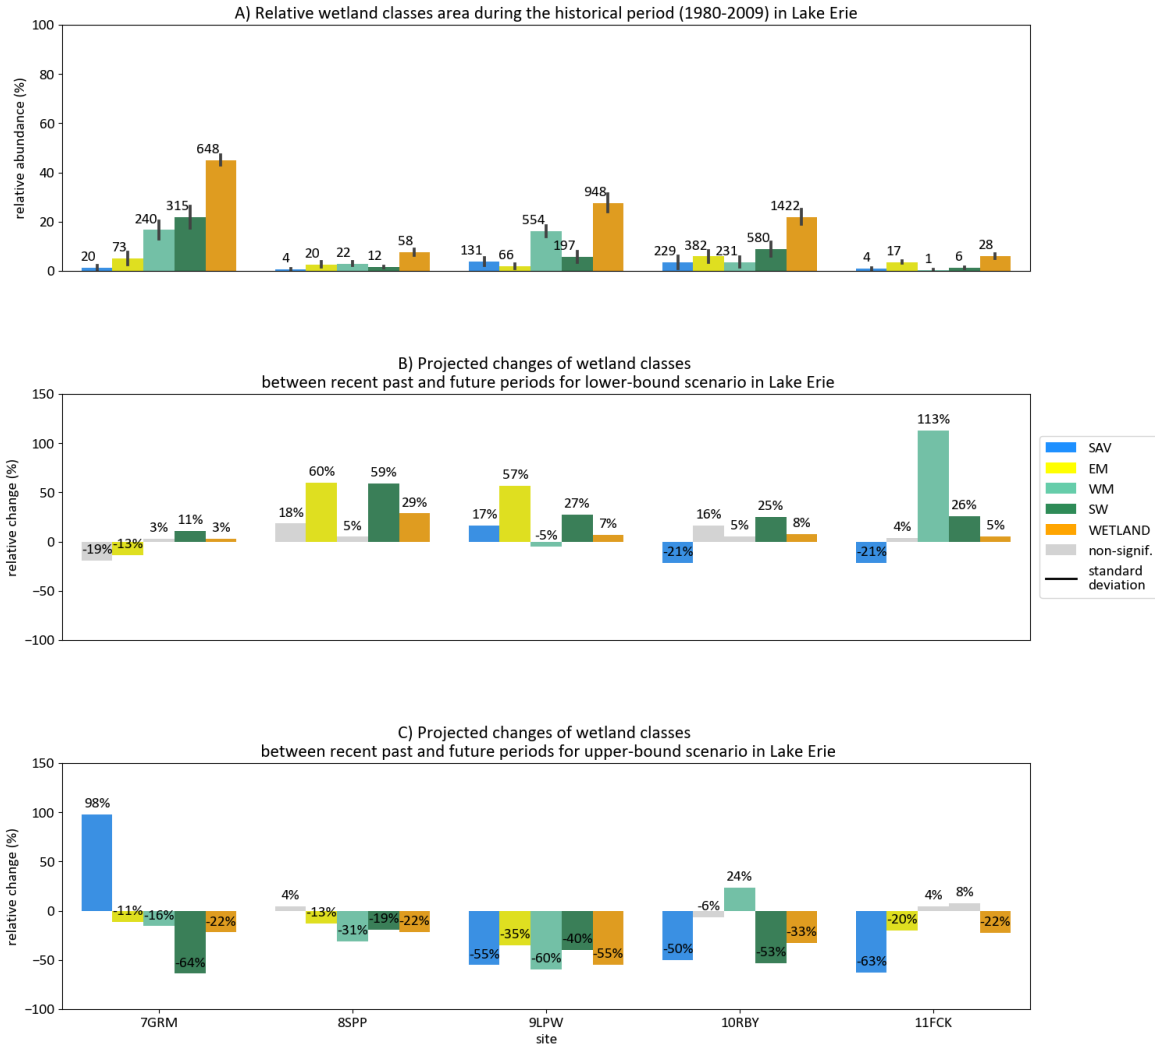 A) Relative wetland classes area during the historical period (1980-2009) in Lake Erie
100
80
60
40
20
0
relative abundance (%)
20 73 240 315 648
4 20 22 12 58
131 66 554 197 948
229 382 231 580 1422
4 17 1 6 28
B) Projected changes of wetland classes
between recent past and future periods for lower-bound scenario in Lake Erie
150
100
50
0
−50
−100
relative change (%)
-19% -13% 3% 11% 3%
18% 60% 5% 59% 29%
17% 57% -5% 27% 7%
-21% 16% 5% 25% 8%
-21% 4% 113% 26% 5%
SAV
EM
WM
SW
WETLAND
non-signif.
standard
deviation
C) Projected changes of wetland classes
between recent past and future periods for upper-bound scenario in Lake Erie
150
100
50
0
−50
−100
relative change (%)
98% -11% -16% -64% -22%
4% -13% -31% -19% -22%
-55% -35% -60% -40% -55%
-50% -6% 24% -53% -33%
-63% -20% 4% 8% -22%
7GRM 8SPP 9LPW 10RBY 11FCK
site